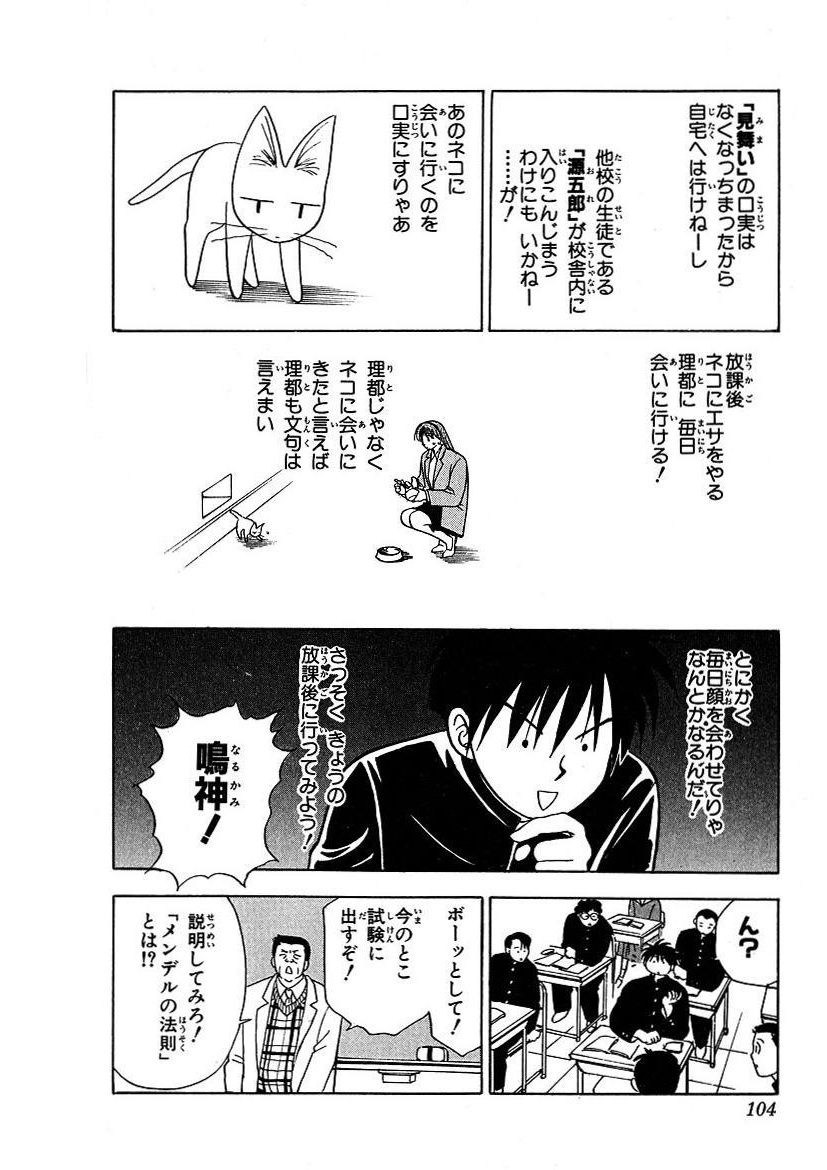 「見舞い」の口実は
なくなっちまったから
自宅へは行けねーし
他校の生徒である
『源五郎』が校舎内に
入りこんじまう
わけにも いかねー
……が!
あのネコに
会いに行くのを
口実にすりゃあ
放課後
ネコにエサをやる
理都に 毎日
会いに行ける!
理都じゃなく
ネコに会いに
きたと言えば
理都も文句は
言えまい
とにかく
毎日顔を会わせてりゃ
なんとかなるんだ!
さっそく きょうの
放課後に行ってみよう!
鳴神!
ん?
ボーッとして!
今のとこ
試験に
出すぞ!
説明してみろ!
「メンデルの法則」
とは!?
104